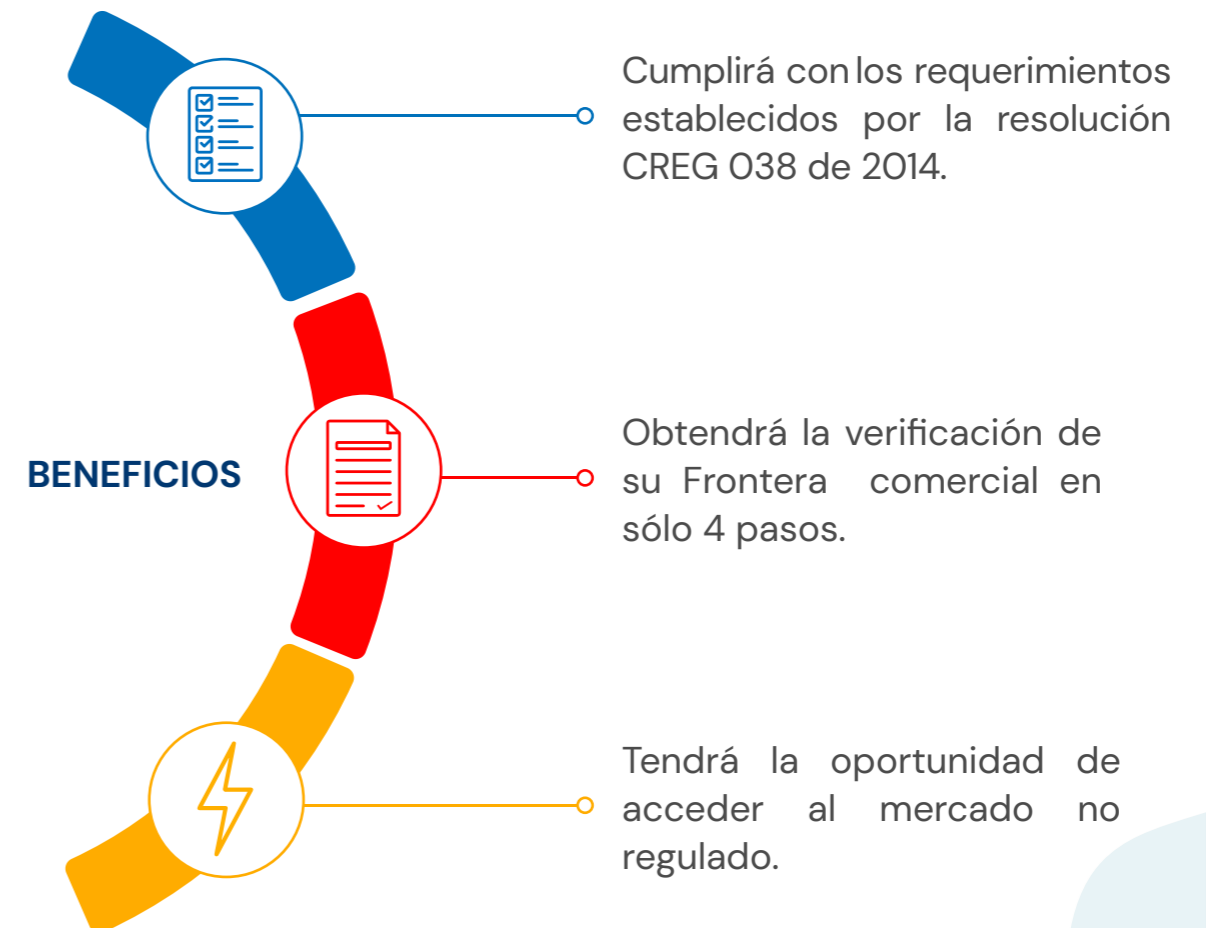 Cumplirá con los requerimientos
establecidos por la resolución
CREG 038 de 2014.
BENEFICIOS
Obtendrá la verificación de
su Frontera comercial en
sólo 4 pasos.
Tendrá la oportunidad de
acceder al mercado no
regulado.